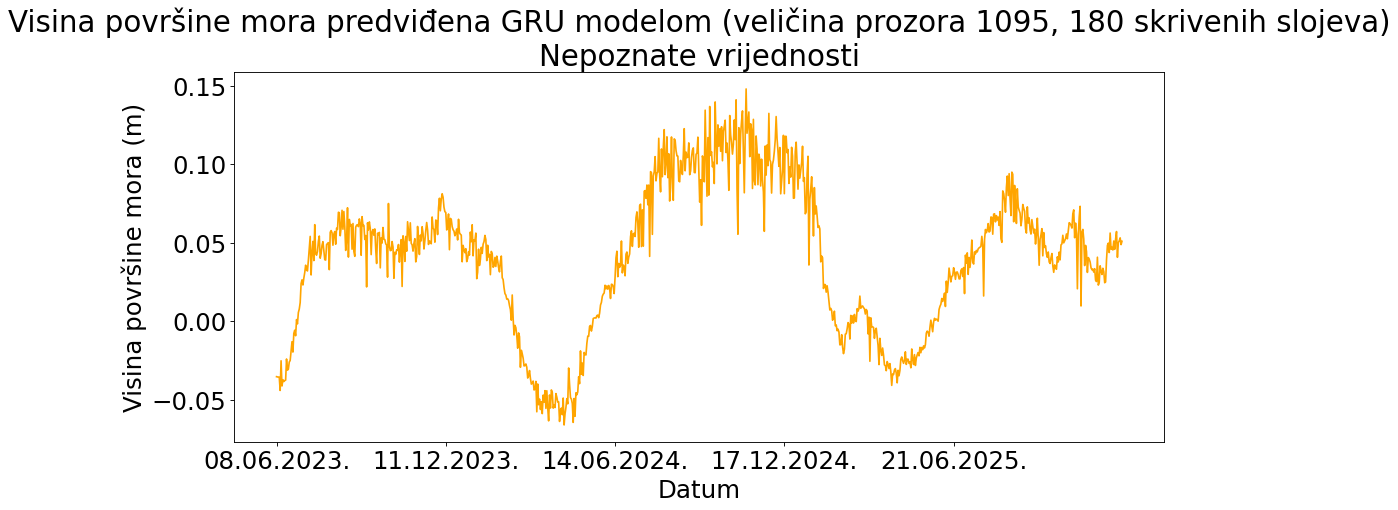 Visina površine mora predviđena GRU modelom (veličina prozora 1095, 180 skrivenih slojeva)
Nepoznate vrijednosti
Visina površine mora (m)
0.15
0.10
0.05
0.00
−0.05
08.06.2023. 11.12.2023. 14.06.2024. 17.12.2024. 21.06.2025.
Datum